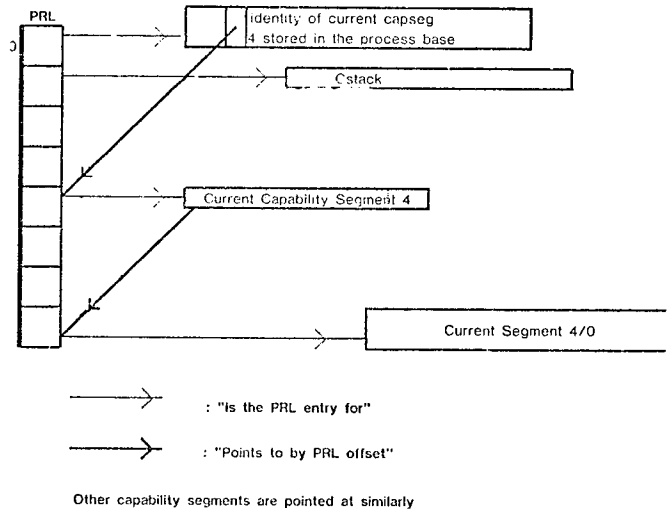 PRL
identity of current capseg
4 stored in the process base
0
Cstack
Current Capability Segment 4
Current Segment 4/0
: "is the PRL entry for"
: "Points to by PRL offset"
Other capability segments are pointed at similarly